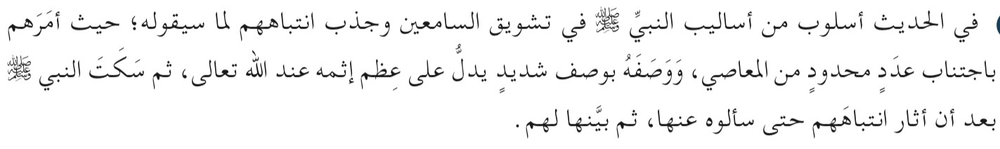 في الحديث أسلوب من أساليب النبيِّ ﷺ في تشويق السامعين وجذب انتباههم لما سيقوله؛ حيث أمَرَهم
باجتناب عدَدٍ محدودٍ من المعاصي، وَوَصَفَهُ بوصف شديدٍ يدلُّ على عِظم إثمه عند الله تعالى، ثم سَكَتَ النبي ﷺ
بعد أن أثار انتباهَهم حتى سألوه عنها، ثم بيَّنها لهم.